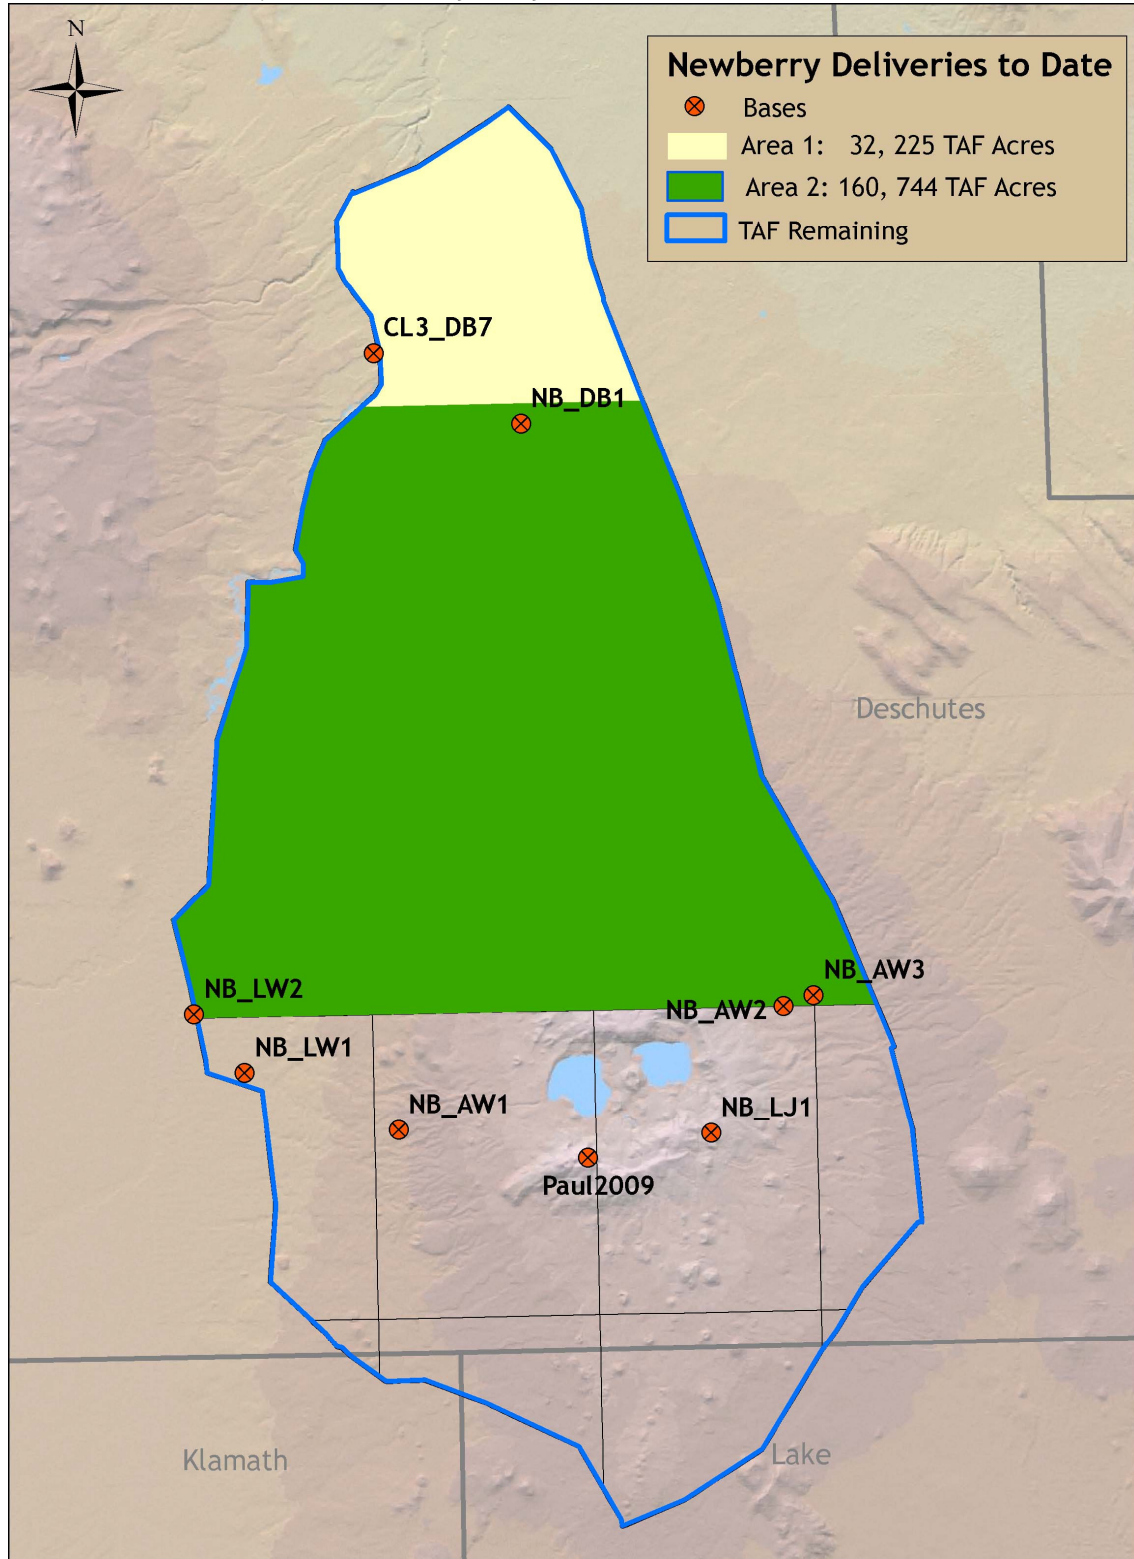 N
Newberry Deliveries to Date
Bases
Area 1: 32, 225 TAF Acres
Area 2: 160, 744 TAF Acres
TAF Remaining
CL3_DB7
NB_DB1
Deschutes
NB_AW3
NB_LW2
NB_AW2
NB_LW1
NB_AW1
NB_LJ1
Paul2009
Klamath
Lake